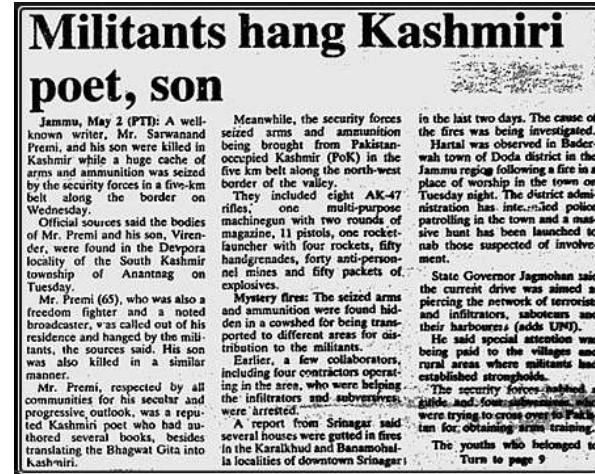 Militants hang Kashmiri
poet, son
Jammu, May 2 (PTI): A well-
known writer, Mr. Sarwanand
Premi, and his son were killed in
Kashmir while a huge cache of
arms and ammunition was seized
by the security forces in a five-km
belt along the border on
Wednesday.
Official sources said the bodies
of Mr. Premi and his son, Viren-
der, were found in the Devpora
locality of the South Kashmir
township of Anantnag on
Tuesday.
Mr. Premi (65), who was also a
freedom fighter and a noted
broadcaster, was called out of his
residence and hanged by the mili-
tants, the sources said. His son
was also killed in a similar
manner.
Mr. Premi, respected by all
communities for his secular and
progressive outlook, was a repu-
ted Kashmiri poet who had au-
thored several books, besides
translating the Bhagwat Gita into
Kashmiri.
Meanwhile, the security forces
seized arms and ammunition
being brought from Pakistan-
occupied Kashmir (PoK) in the
five km belt along the north-west
border of the valley.
They included eight AK-47
rifles, one multi-purpose
machinegun with two rounds of
magazine, 11 pistols, one rocket-
launcher with four rockets, fifty
handgrenades, forty anti-person-
nel mines and fifty packets of
explosives.
Mystery fires: The seized arms
and ammunition were found hid-
den in a cowshed for being trans-
ported to different areas for dis-
tribution to the militants.
Earlier, a few collaborators,
including four contractors operat-
ing in the area, who were helping
the infiltrators and subversives,
were arrested.
A report from Srinagar said
several houses were gutted in fires
in the Karalkhud and Banamohal-
la localities of downtown Srinagar
in the last two days. The cause of
the fires was being investigated.
Hartal was observed in Bader-
wah town of Doda district in the
Jammu region following a fire in a
place of worship in the town on
Tuesday night. The district admi-
nistration has intensified police
patrolling in the town and a mas-
sive hunt has been launched to
nab those suspected of involve-
ment.
State Governor Jagmohan said
the current drive was aimed at
piercing the network of terrorists
and infiltrators, saboteurs and
their harbourers (adds UNI).
He said special attention was
being paid to the villages and
rural areas where militants had
established strongholds.
The security forces nabbed a
guide and four subversives who
were trying to cross over to Pakis-
tan for obtaining arms training.
The youths who belonged to
Turn to page 9